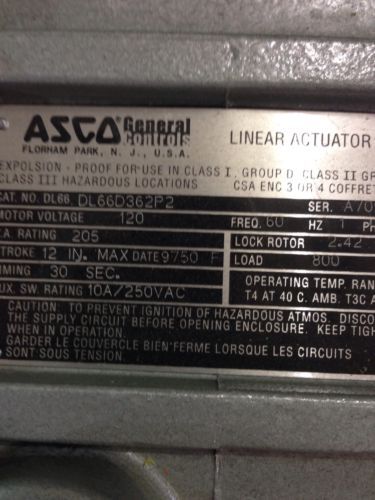 ASCO General Controls
FLORHAM PARK, N. J., U.S.A.
LINEAR ACTUATOR
EXPOLSION - PROOF FOR USE IN CLASS I, GROUP D CLASS II GR
CLASS III HAZARDOUS LOCATIONS CSA ENC 3 OR 4 COFFRET
CAT. NO. DL66 DL66D362P2 SER. A70
MOTOR VOLTAGE 120 FREQ. 60 HZ 1 PH
V.A RATING 205 LOCK ROTOR 2.42
STROKE 12 IN. MAX DATE 9750 F LOAD 800
TIMING 30 SEC. OPERATING TEMP. RAN
AUX. SW. RATING 10A/250VAC T4 AT 40 C. AMB. T3C A
CAUTION: TO PREVENT IGNITION OF HAZARDOUS ATMOS. DISCO
THE SUPPLY CIRCUIT BEFORE OPENING ENCLOSURE. KEEP TIGH
WHEN IN OPERATION.
GARDER LE COUVERCLE BIEN'FERME LORSQUE LES CIRCUITS
SONT SOUS TENSION.